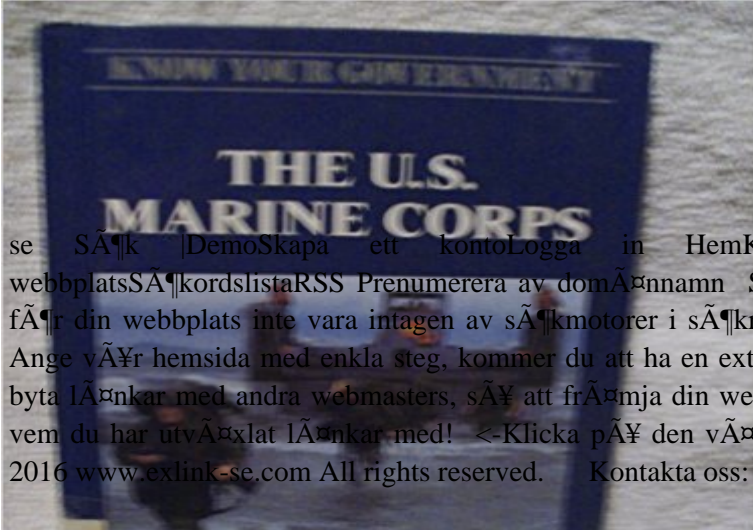 KNOW YOUR GOVERNMENT
THE U.S.
MARINE CORPS
se SÃ¶k |DemoSkapa ett kontoLogga in HemK
webbplatsSÃ¶kordslistaRSS Prenumerera av domÃ¤nnamn S
fÃ¶r din webbplats inte vara intagen av sÃ¶kmotorer i sÃ¶kr
Ange vÃ¥r hemsida med enkla steg, kommer du att ha en ext
byta lÃ¤nkar med andra webmasters, sÃ¥ att frÃ¤mja din we
vem du har utvÃ¤xlat lÃ¤nkar med! <-Klicka pÃ¥ den vÃ¤
2016 www.exlink-se.com All rights reserved. Kontakta oss: